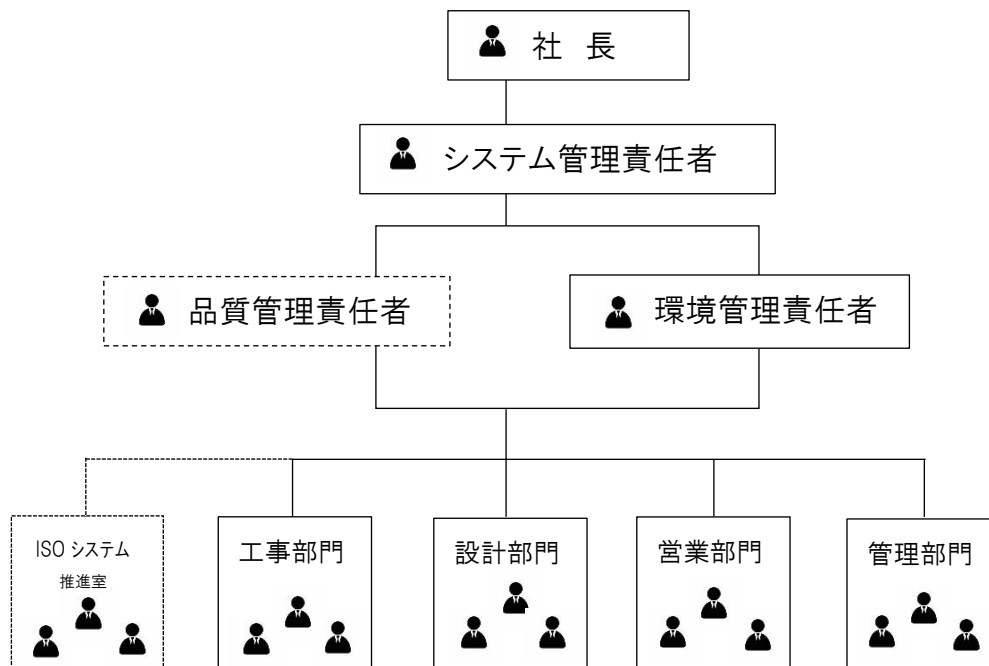 社 長
システム管理責任者
品質管理責任者
環境管理責任者
ISO システム
推進室
工事部門
設計部門
営業部門
管理部門